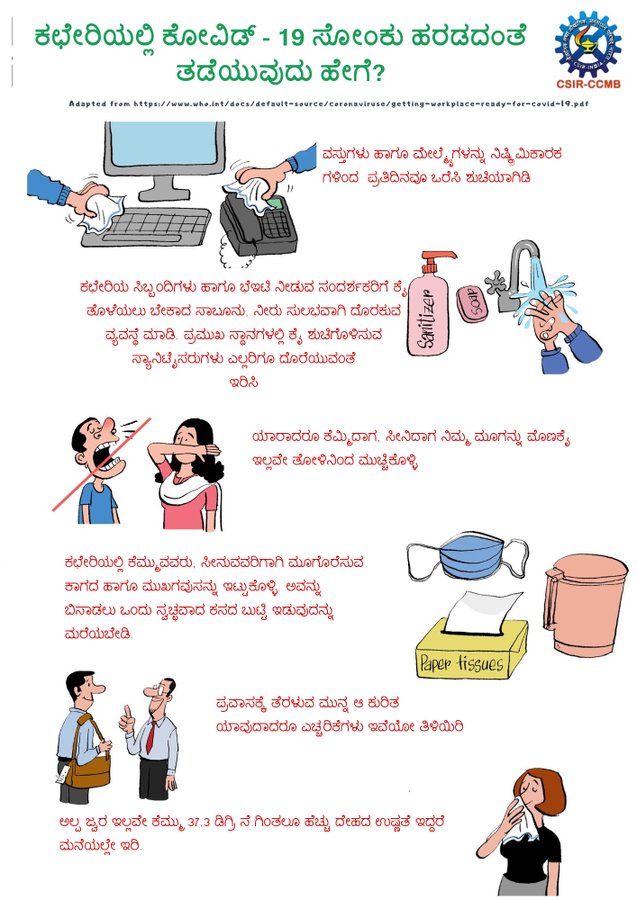 ಕಛೇರಿಯಲ್ಲಿ ಕೋವಿಡ್ - 19 ಸೋಂಕು ಹರಡದಂತೆ
ತಡೆಯುವುದು ಹೇಗೆ?
CSIR-INDIA
CSIR-CCMB
Adapted from https://www.who.int/docs/default-source/coronaviruse/getting-workplace-ready-for-covid-19.pdf
ವಸ್ತುಗಳು ಹಾಗೂ ಮೇಲ್ಮೈಗಳನ್ನು ನಿಷ್ಕ್ರಿಮಿಕಾರಕ
ಗಳಿಂದ ಪ್ರತಿದಿನವೂ ಒರೆಸಿ ಶುಚಿಯಾಗಿಡಿ
ಕಛೇರಿಯ ಸಿಬ್ಬಂದಿಗಳು ಹಾಗೂ ಭೇಟಿ ನೀಡುವ ಸಂದರ್ಶಕರಿಗೆ ಕೈ
ತೊಳೆಯಲು ಬೇಕಾದ ಸಾಬೂನು, ನೀರು ಸುಲಭವಾಗಿ ದೊರಕುವ
ವ್ಯವಸ್ಥೆ ಮಾಡಿ. ಪ್ರಮುಖ ಸ್ಥಾನಗಳಲ್ಲಿ ಕೈ ಶುಚಿಗೊಳಿಸುವ
ಸ್ಯಾನಿಟೈಸರುಗಳು ಎಲ್ಲರಿಗೂ ದೊರೆಯುವಂತೆ
ಇರಿಸಿ
Sanitizer
SOAP
ಯಾರಾದರೂ ಕೆಮ್ಮಿದಾಗ, ಸೀನಿದಾಗ ನಿಮ್ಮ ಮೂಗನ್ನು ಮೊಣಕೈ
ಇಲ್ಲವೇ ತೋಳಿನಿಂದ ಮುಚ್ಚಿಕೊಳ್ಳಿ
ಕಛೇರಿಯಲ್ಲಿ ಕೆಮ್ಮುವವರು, ಸೀನುವವರಿಗಾಗಿ ಮೂಗೊರೆಸುವ
ಕಾಗದ ಹಾಗೂ ಮುಖಗವುಸನ್ನು ಇಟ್ಟುಕೊಳ್ಳಿ ಅವನ್ನು
ಬಿಸಾಡಲು ಒಂದು ಸ್ವಚ್ಛವಾದ ಕಸದ ಬುಟ್ಟಿ ಇಡುವುದನ್ನು
ಮರೆಯಬೇಡಿ.
Paper tissues
ಪ್ರವಾಸಕ್ಕೆ ತೆರಳುವ ಮುನ್ನ ಆ ಕುರಿತ
ಯಾವುದಾದರೂ ಎಚ್ಚರಿಕೆಗಳು ಇವೆಯೋ ತಿಳಿಯಿರಿ
ಅಲ್ಪ ಜ್ವರ ಇಲ್ಲವೇ ಕೆಮ್ಮು 37.3 ಡಿಗ್ರಿ ಸೆ.ಗಿಂತಲೂ ಹೆಚ್ಚು ದೇಹದ ಉಷ್ಣತೆ ಇದ್ದರೆ
ಮನೆಯಲ್ಲೇ ಇರಿ.